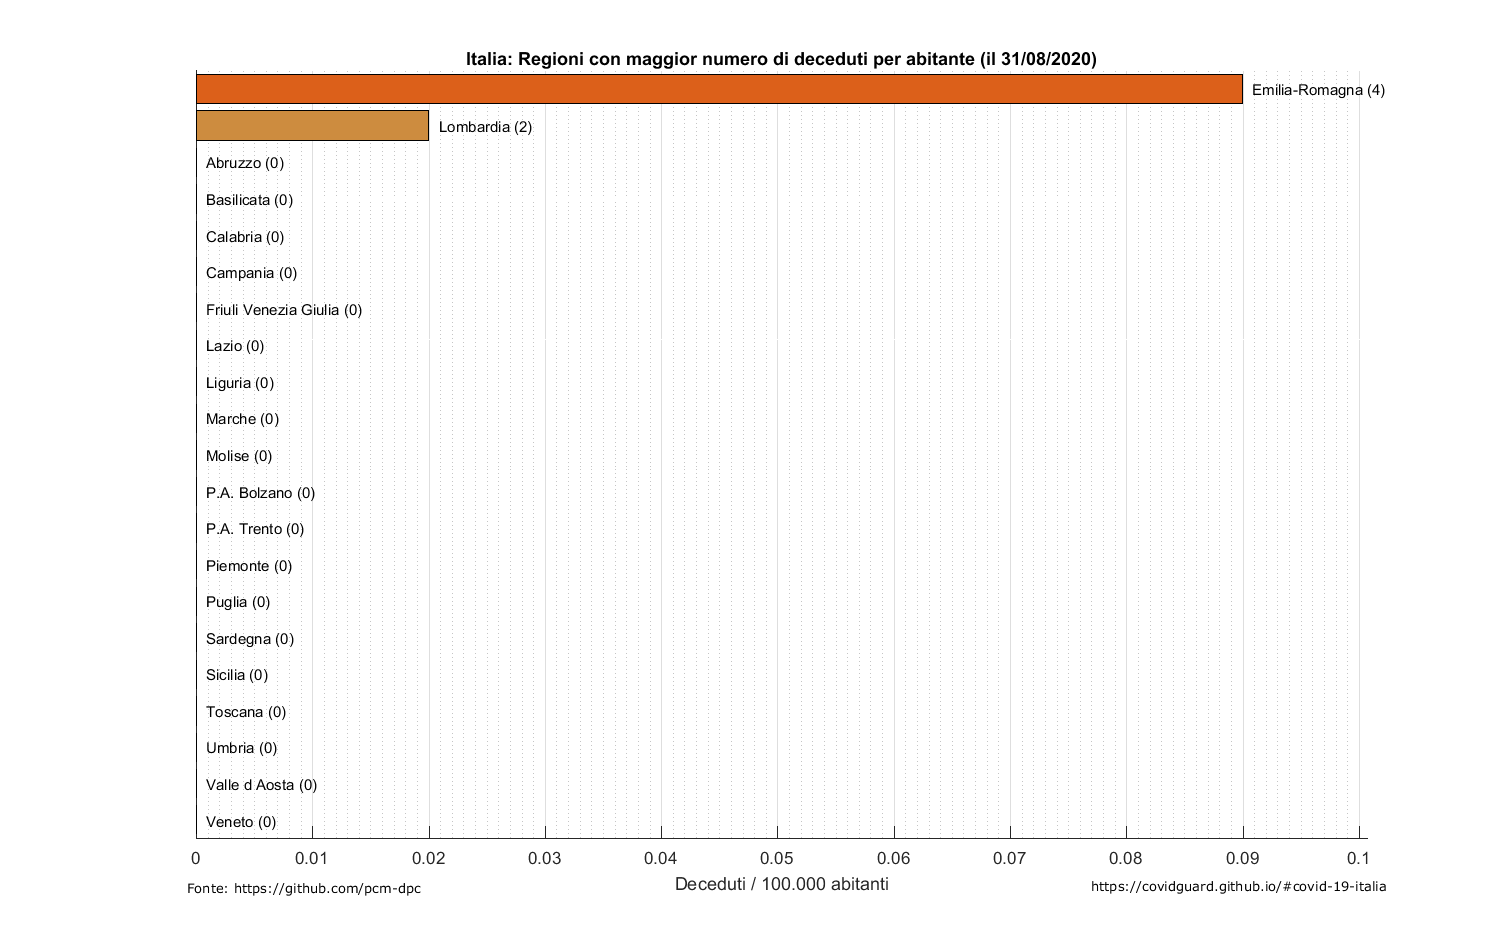 Italia: Regioni con maggior numero di deceduti per abitante (il 31/08/2020)
Emilia-Romagna (4)
Lombardia (2)
Abruzzo (0)
Basilicata (0)
Calabria (0)
Campania (0)
Friuli Venezia Giulia (0)
Lazio (0)
Liguria (0)
Marche (0)
Molise (0)
P.A. Bolzano (0)
P.A. Trento (0)
Piemonte (0)
Puglia (0)
Sardegna (0)
Sicilia (0)
Toscana (0)
Umbria (0)
Valle d Aosta (0)
Veneto (0)
0 0.01 0.02 0.03 0.04 0.05 0.06 0.07 0.08 0.09 0.1
Deceduti / 100.000 abitanti
Fonte: https://github.com/pcm-dpc
https://covidguard.github.io/#covid-19-italia